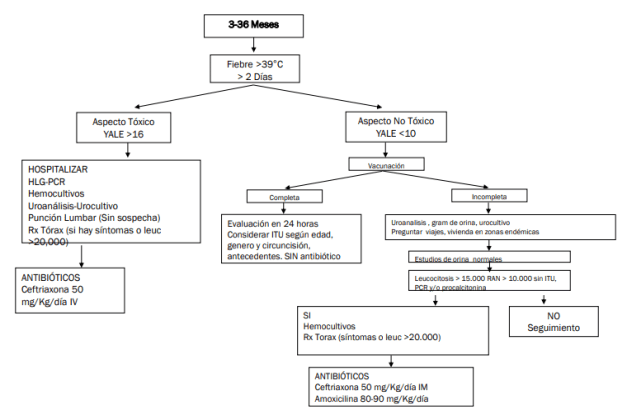 3-36 Meses
Fiebre >39°C
> 2 Días
Aspecto Tóxico
YALE >16
Aspecto No Tóxico
YALE <10
HOSPITALIZAR
HLG-PCR
Hemocultivos
Uroanálisis-Urocultivo
Punción Lumbar (Sin sospecha)
Rx Tórax (si hay síntomas o leuc
>20,000)
ANTIBIÓTICOS
Ceftriaxona 50
mg/Kg/día IV
Vacunación
Completa
Incompleta
Evaluación en 24 horas
Considerar ITU según edad,
genero y circuncisión,
antecedentes. SIN antibiótico
Uroanalisis , gram de orina, urocultivo
Preguntar viajes, vivienda en zonas endémicas
Estudios de orina normales
Leucocitosis > 15.000 RAN > 10.000 sin ITU,
PCR y/o procalcitonina
SI
Hemocultivos
Rx Torax (síntomas o leuc >20.000)
NO
Seguimiento
ANTIBIÓTICOS
Ceftriaxona 50 mg/Kg/día IM
Amoxicilina 80-90 mg/Kg/día